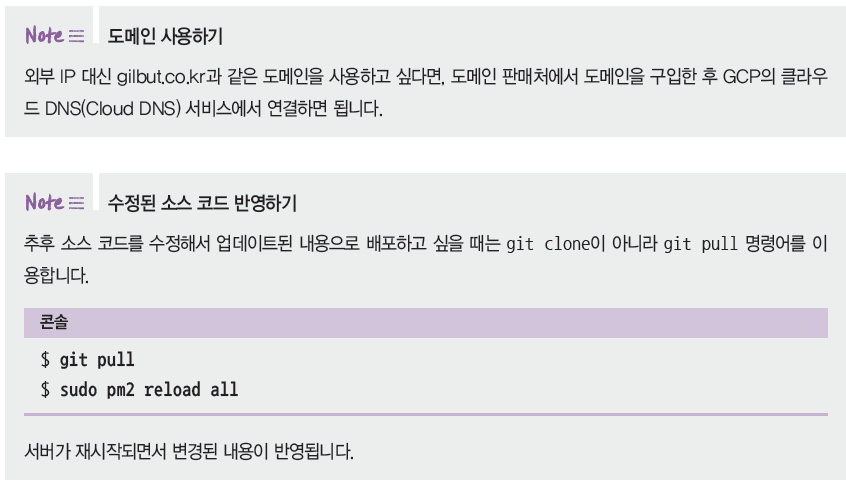 Note 도메인 사용하기
외부 IP 대신 gilbut.co.kr과 같은 도메인을 사용하고 싶다면, 도메인 판매처에서 도메인을 구입한 후 GCP의 클라우
드 DNS(Cloud DNS) 서비스에서 연결하면 됩니다.
Note 수정된 소스 코드 반영하기
추후 소스 코드를 수정해서 업데이트된 내용으로 배포하고 싶을 때는 git clone이 아니라 git pull 명령어를 이
용합니다.
콘솔
$ git pull
$ sudo pm2 reload all
서버가 재시작되면서 변경된 내용이 반영됩니다.